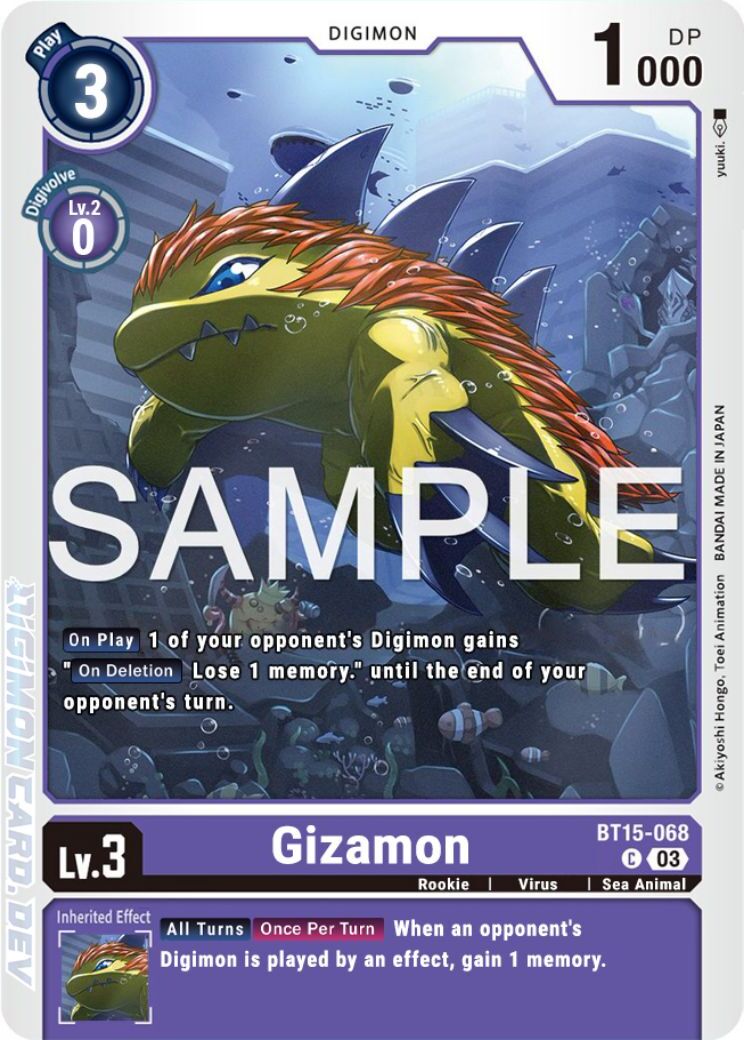 DIGIMON
Play
3
DP
1000
yuuki.
Digivolve
Lv.2
0
SAMPLE
On Play 1 of your opponent's Digimon gains
"On Deletion Lose 1 memory." until the end of your
opponent's turn.
© Akiyoshi Hongo, Toei Animation BANDAI MADE IN JAPAN
DIGIMONCARD.DEV
Lv.3
Gizamon
BT15-068
C 03
Rookie | Virus | Sea Animal
Inherited Effect
All Turns Once Per Turn When an opponent's
Digimon is played by an effect, gain 1 memory.